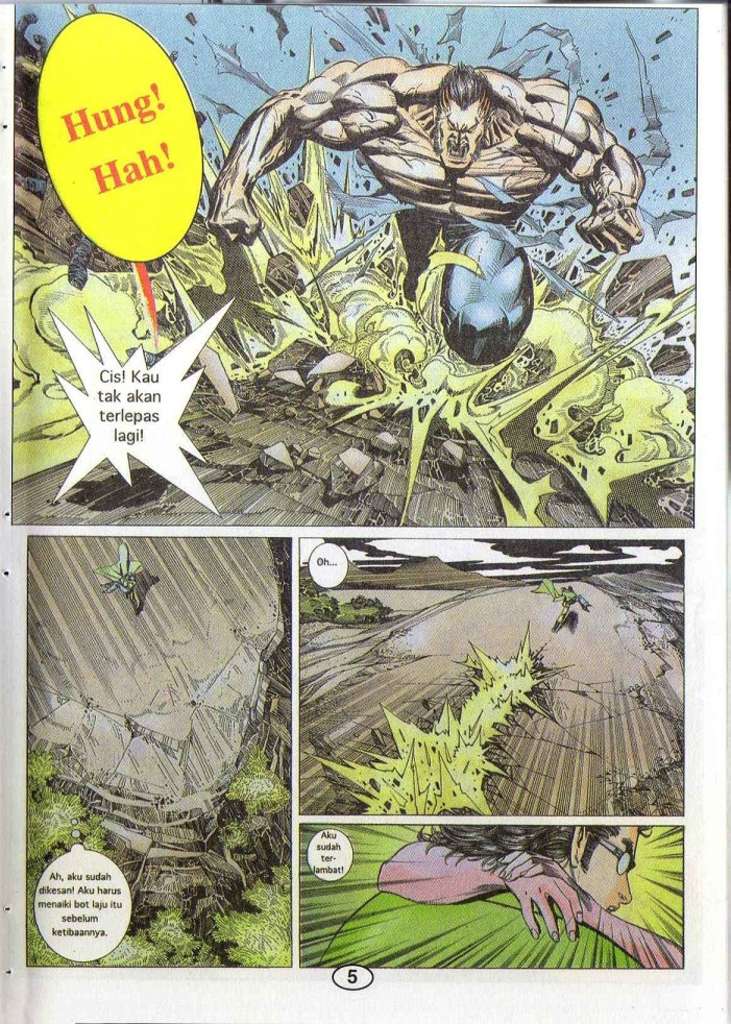 Hung!
Hah!
Cis! Kau
tak akan
terlepas
lagi!
Ah, aku sudah
dikesan! Aku harus
menaiki bot laju itu
sebelum
ketibaannya.
Oh...
Aku
sudah
ter-
lambat!
5